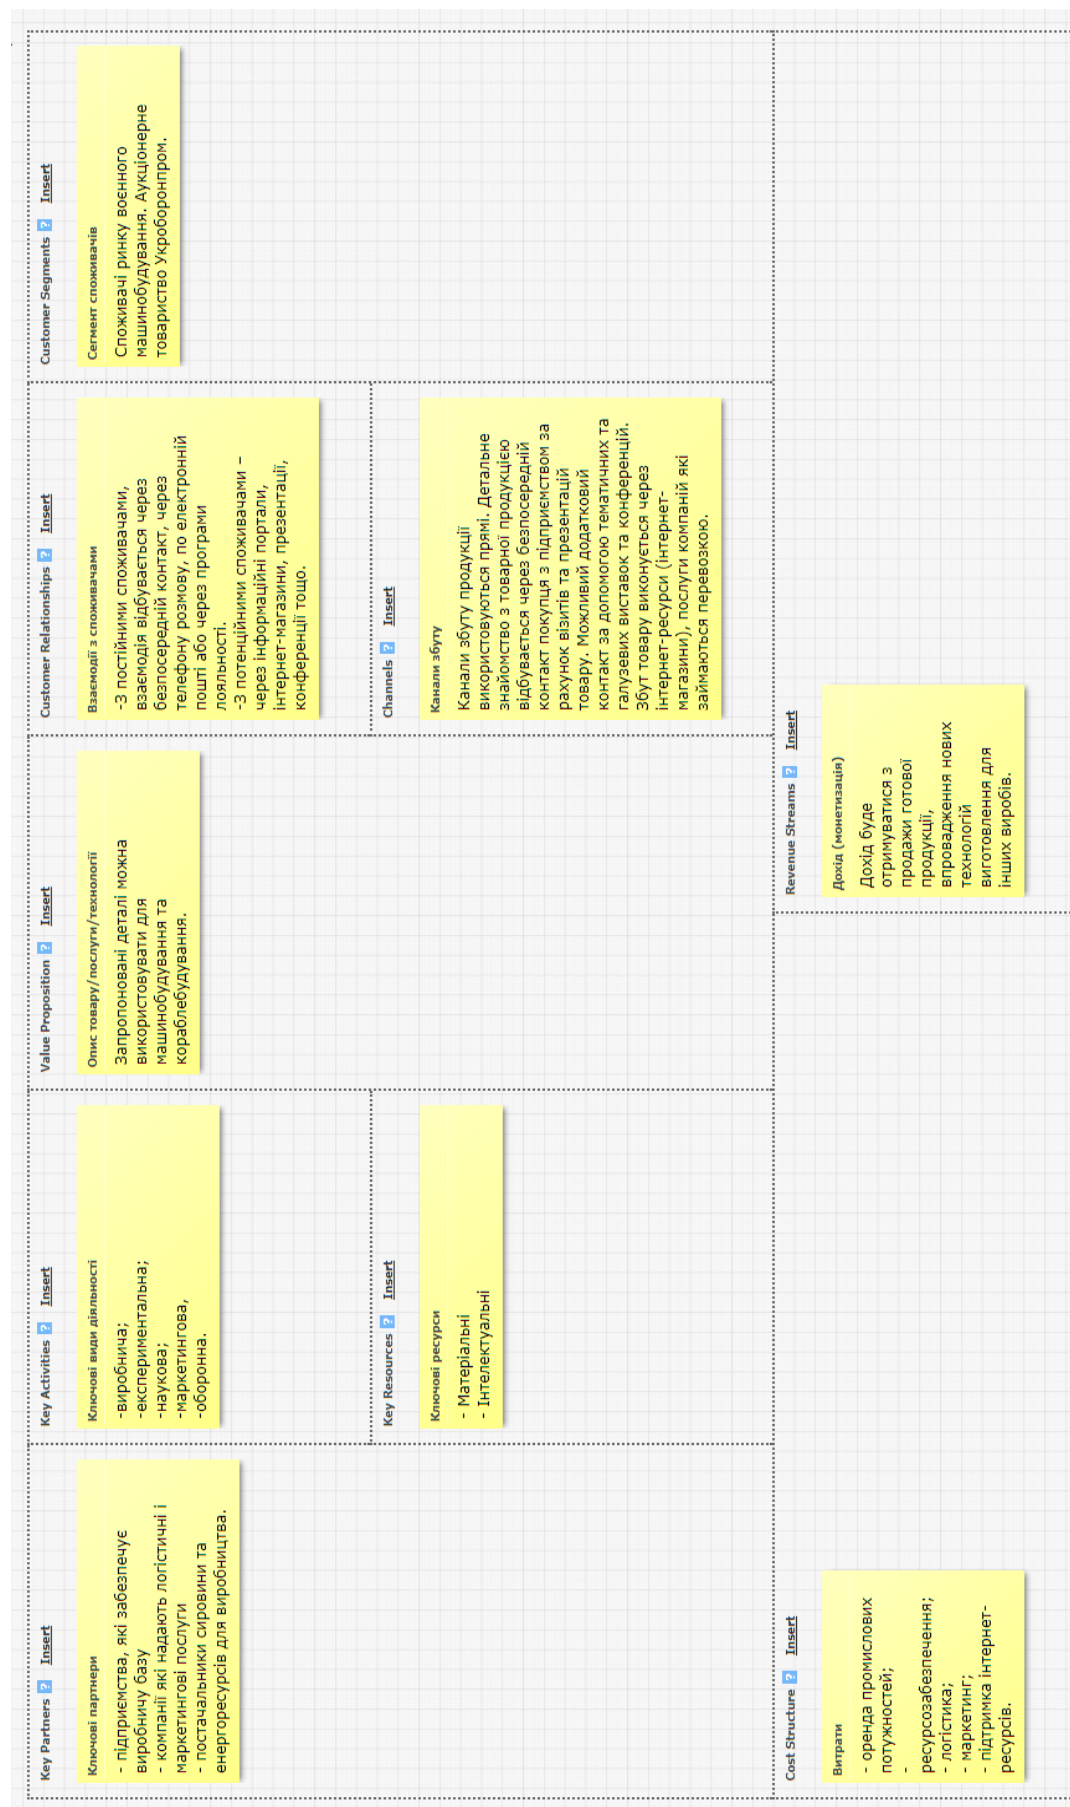 Key Partners ? Insert
Ключові партнери
- підприємства, які забезпечує
виробничу базу
- компанії які надають логістичні і
маркетингові послуги
- постачальники сировини та
енергоресурсів для виробництва.
Key Activities ? Insert
Ключові види діяльності
-виробнича;
-експериментальна;
-наукова;
-маркетингова,
-оборонна.
Key Resources ? Insert
Ключові ресурси
- Матеріальні
- Інтелектуальні
Value Proposition ? Insert
Опис товару/послуги/технології
Запропоновані деталі можна
використовувати для
машинобудування та
кораблебудування.
Customer Relationships ? Insert
Взаємодії з споживачами
-З постійними споживачами,
взаємодія відбувається через
безпосередній контакт, через
телефону розмову, по електронній
пошті або через програми
лояльності.
-З потенційними споживачами –
через інформаційні портали,
інтернет-магазини, презентації,
конференції тощо.
Channels ? Insert
Канали збуту
Канали збуту продукції
використовуються прямі. Детальне
знайомство з товарної продукцією
відбувається через безпосередній
контакт покупця з підприємством за
рахунок візитів та презентацій
товару. Можливий додатковий
контакт за допомогою тематичних та
галузевих виставок та конференцій.
Збут товару виконується через
інтернет-ресурси (інтернет-
магазини), послуги компаній які
займаються перевозкою.
Customer Segments ? Insert
Сегмент споживачів
Споживачі ринку воєнного
машинобудування. Аукціонерне
товариство Укроборонпром.
Cost Structure ? Insert
Витрати
- оренда промислових
потужностей;
-
ресурсозабезпечення;
- логістика;
- маркетинг;
- підтримка інтернет-
ресурсів.
Revenue Streams ? Insert
Дохід (монетизація)
Дохід буде
отримуватися з
продажи готової
продукції,
впровадження нових
технологій
виготовлення для
інших виробів.